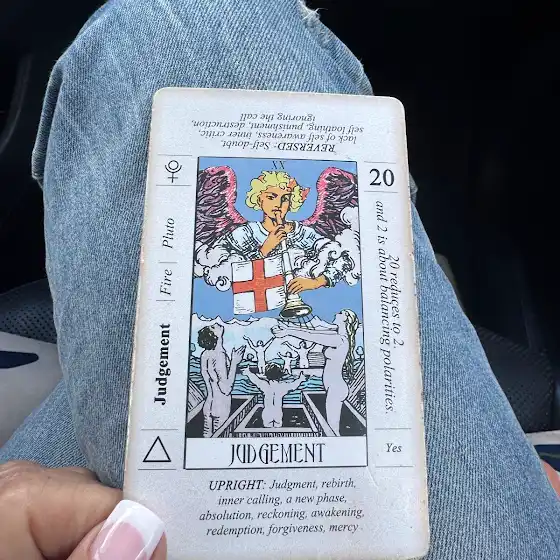 REVERSED: Self-doubt,
lack of self awareness, inner critic,
self loathing, punishment, destruction,
ignoring the call
20
XX
Judgement
Fire
Pluto
20 reduces to 2,
and 2 is about balancing polarities.
JUDGEMENT
Yes
UPRIGHT: Judgment, rebirth,
inner calling, a new phase,
absolution, reckoning, awakening,
redemption, forgiveness, mercy